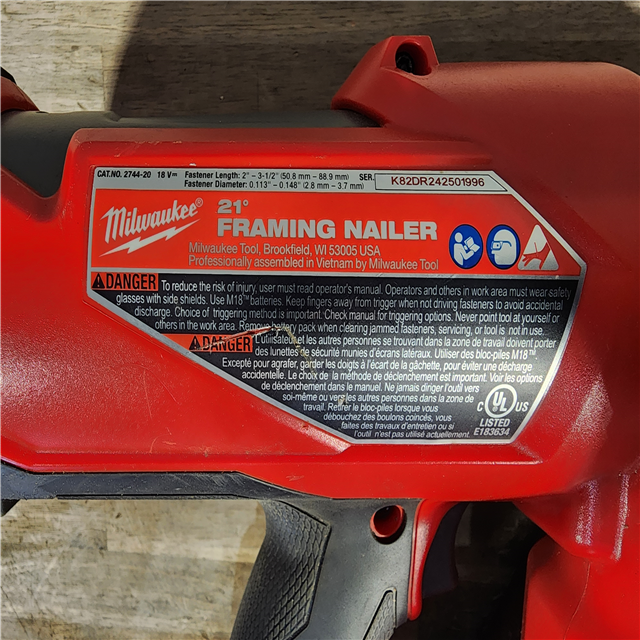 CAT.NO. 2744-20 18 V⎓ Fastener Length: 2" – 3-1/2" (50.8 mm - 88.9 mm) SER. K82DR242501996
Fastener Diameter: 0.113" – 0.148" (2.8 mm – 3.7 mm)
Milwaukee®
21°
FRAMING NAILER
Milwaukee Tool, Brookfield, WI 53005 USA
Professionally assembled in Vietnam by Milwaukee Tool
DANGER To reduce the risk of injury, user must read operator's manual. Operators and others in work area must wear safety
glasses with side shields. Use M18™ batteries. Keep fingers away from trigger when not driving fasteners to avoid accidental
discharge. Choice of triggering method is important. Check manual for triggering options. Never point tool at yourself or
others in the work area. Remove battery pack when clearing jammed fasteners, servicing, or tool is not in use.
DANGER L'utilisateur et les autres personnes se trouvant dans la zone de travail doivent porter
des lunettes de sécurité munies d'écrans latéraux. Utiliser des bloc-piles M18™.
Excepté pour agrafer, garder les doigts à l'écart de la gâchette, pour éviter une décharge
accidentelle. Le choix de la méthode de déclenchement est important. Voir les options
de déclenchement dans le manuel. Ne jamais diriger l'outil vers
soi-même ou vers les autres personnes dans la zone de
travail. Retirer le bloc-piles lorsque vous
débouchez des boulons coincés, vous
faites des travaux d'entretien ou si
l'outil n'est pas utilisé
C UL US
LISTED
E183634